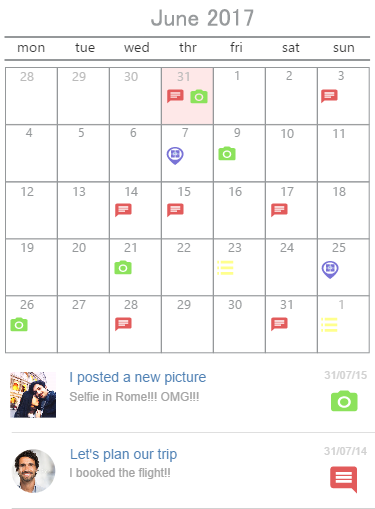 June 2017
mon tue wed thr fri sat sun
28 29 30 31 1 2 3
4 5 6 7 9 10 11
12 13 14 15 16 17 18
19 20 21 22 23 24 25
26 27 28 29 30 31 1
I posted a new picture 31/07/15
Selfie in Rome!!! OMG!!!
Let's plan our trip 31/07/14
I booked the flight!!